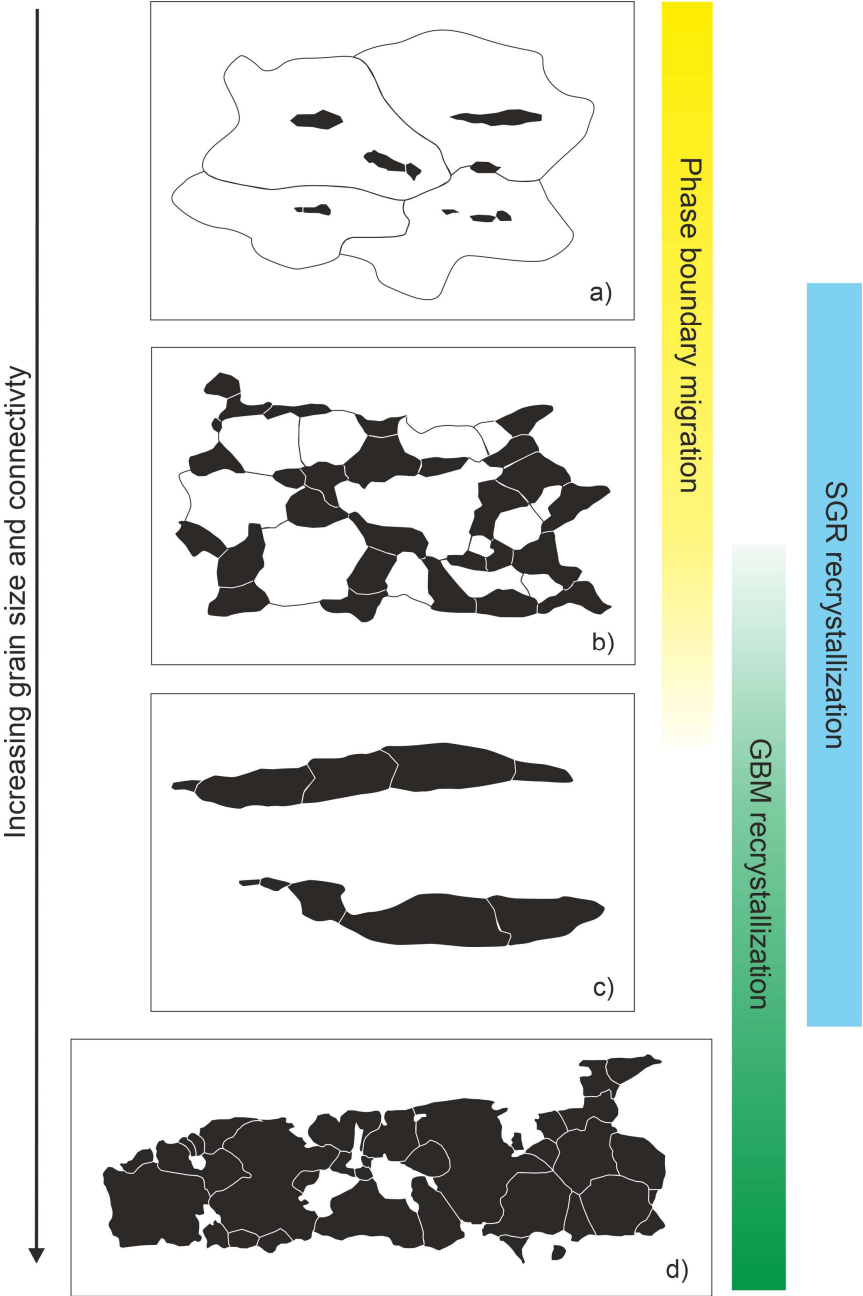 Increasing grain size and connectivty
a)
b)
c)
d)
Phase boundary migration
GBM recrystallization
SGR recrystallization